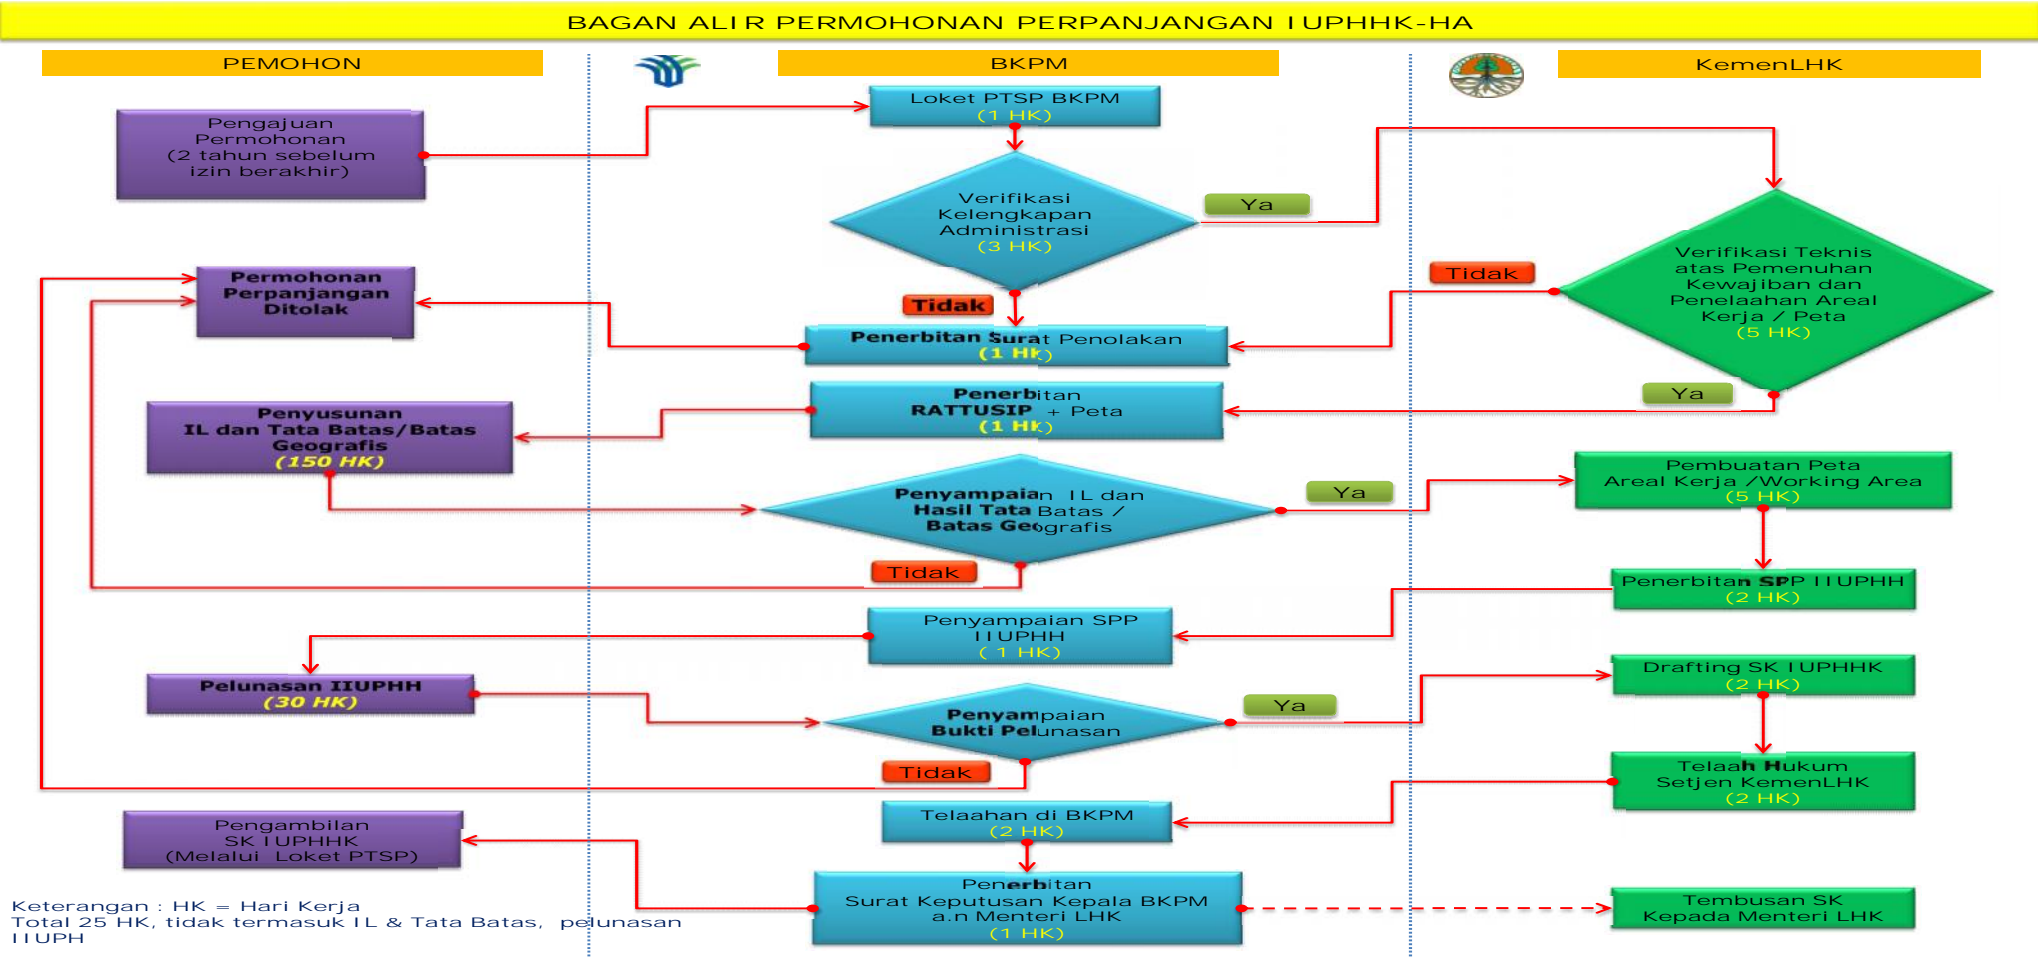 BAGAN ALIR PERMOHONAN PERPANJANGAN IUPHHK-HA
PEMOHON
BKPM
KemenLHK
Loket PTSP BKPM
(1 HK)
Pengajuan
Permohonan
(2 tahun sebelum
izin berakhir)
Verifikasi
Kelengkapan
Administrasi
(3 HK)
Ya
Verifikasi Teknis
atas Pemenuhan
Kewajiban dan
Penelaahan Areal
Kerja / Peta
(5 HK)
Tidak
Tidak
Permohonan
Perpanjangan
Ditolak
Penerbitan Surat Penolakan
(1 HK)
Ya
Penerbitan
RATTUSIP + Peta
(1 HK)
Penyusunan
IL dan Tata Batas/Batas
Geografis
(150 HK)
Penyampaian IL dan
Hasil Tata Batas /
Batas Geografis
Ya
Tidak
Pembuatan Peta
Areal Kerja /Working Area
(5 HK)
Penerbitan SPP IIUPHH
(2 HK)
Penyampaian SPP
IIUPHH
( 1 HK)
Pelunasan IIUPHH
(30 HK)
Penyampaian
Bukti Pelunasan
Ya
Tidak
Drafting SK IUPHHK
(2 HK)
Telaah Hukum
Setjen KemenLHK
(2 HK)
Telaahan di BKPM
(2 HK)
Pengambilan
SK IUPHHK
(Melalui Loket PTSP)
Penerbitan
Surat Keputusan Kepala BKPM
a.n Menteri LHK
(1 HK)
Tembusan SK
Kepada Menteri LHK
Keterangan : HK = Hari Kerja
Total 25 HK, tidak termasuk IL & Tata Batas, pelunasan
IIUPH